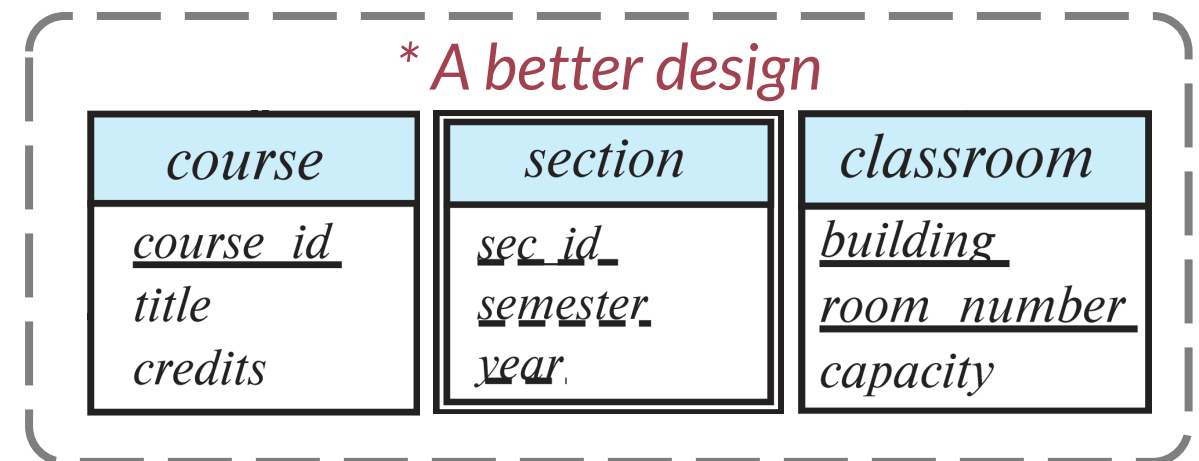 * A better design
course
course_id
title
credits
section
sec_id
semester
year
classroom
building
room_number
capacity